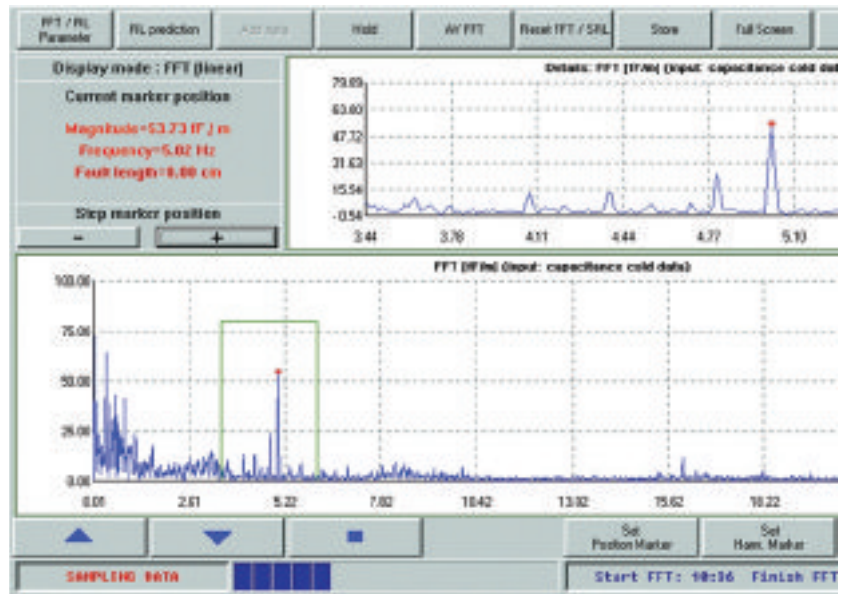 FFT / RL
Parameter
RL prediction
Hold
AV FFT
Reset FFT / SRL
Store
Full Screen
Display mode : FFT (linear)
Current marker position
Magnitude=53.73 fF / m
Frequency=5.02 Hz
Fault length=0.00 cm
Step marker position
- +
Details: FFT [fF/m] (input: capacitance cold dat
79.89
63.80
47.72
31.63
15.54
-0.54
3.44 3.78 4.11 4.44 4.77 5.10
FFT [fF/m] (input: capacitance cold data)
100.00
75.00
50.00
25.00
0.00
0.01 2.61 5.22 7.82 10.42 13.02 15.62 18.22
Set
Position Marker
Set
Harm. Marker
SAMPLING DATA
Start FFT: 10:36 Finish FFT